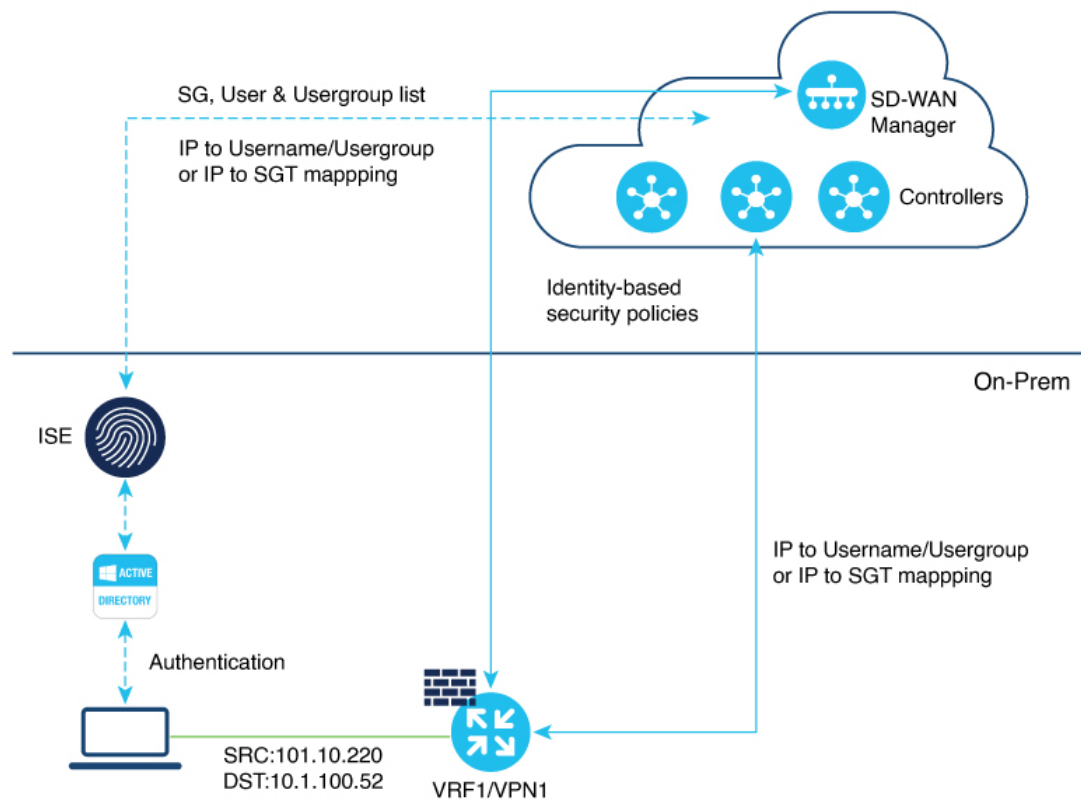 SG, User & Usergroup list
IP to Username/Usergroup
or IP to SGT mappping
SD-WAN
Manager
Controllers
Identity-based
security policies
On-Prem
ISE
ACTIVE
DIRECTORY
IP to Username/Usergroup
or IP to SGT mappping
Authentication
SRC:101.10.220
DST:10.1.100.52
VRF1/VPN1